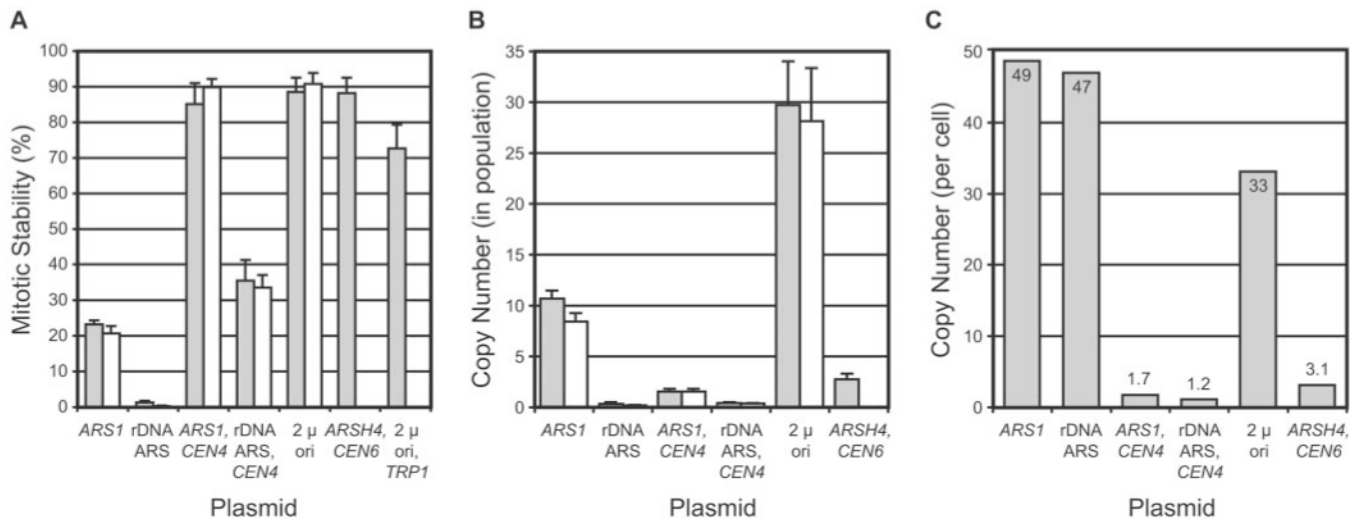 A
Mitotic Stability (%)
100
90
80
70
60
50
40
30
20
10
0
ARS1
rDNA
ARS
ARS1,
CEN4
rDNA
ARS,
CEN4
2 µ
ori
ARSH4,
CEN6
2 µ
ori,
TRP1
Plasmid
B
Copy Number (in population)
35
30
25
20
15
10
5
0
ARS1
rDNA
ARS
ARS1,
CEN4
rDNA
ARS,
CEN4
2 µ
ori
ARSH4,
CEN6
Plasmid
C
Copy Number (per cell)
50
40
30
20
10
0
49
47
1.7
1.2
33
3.1
ARS1
rDNA
ARS
ARS1,
CEN4
rDNA
ARS,
CEN4
2 µ
ori
ARSH4,
CEN6
Plasmid